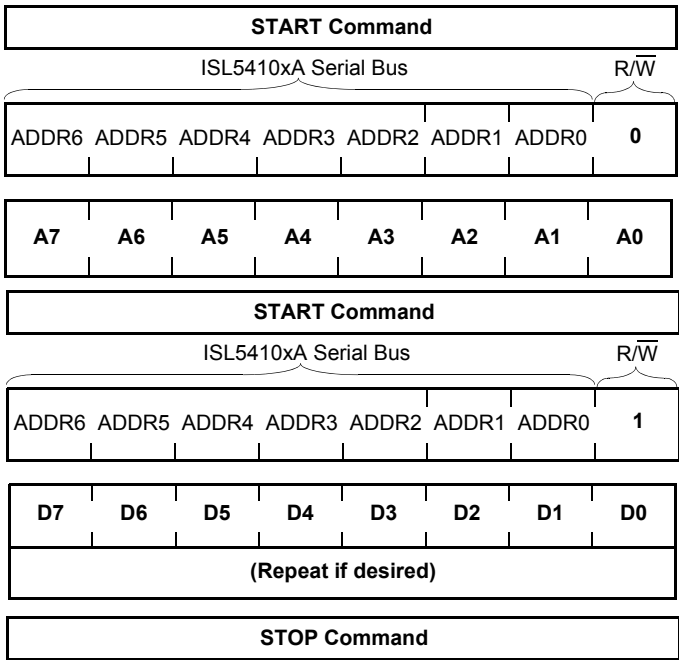 START Command
ISL5410xA Serial Bus R/W̅
ADDR6 ADDR5 ADDR4 ADDR3 ADDR2 ADDR1 ADDR0 0
A7 A6 A5 A4 A3 A2 A1 A0
START Command
ISL5410xA Serial Bus R/W̅
ADDR6 ADDR5 ADDR4 ADDR3 ADDR2 ADDR1 ADDR0 1
D7 D6 D5 D4 D3 D2 D1 D0
(Repeat if desired)
STOP Command